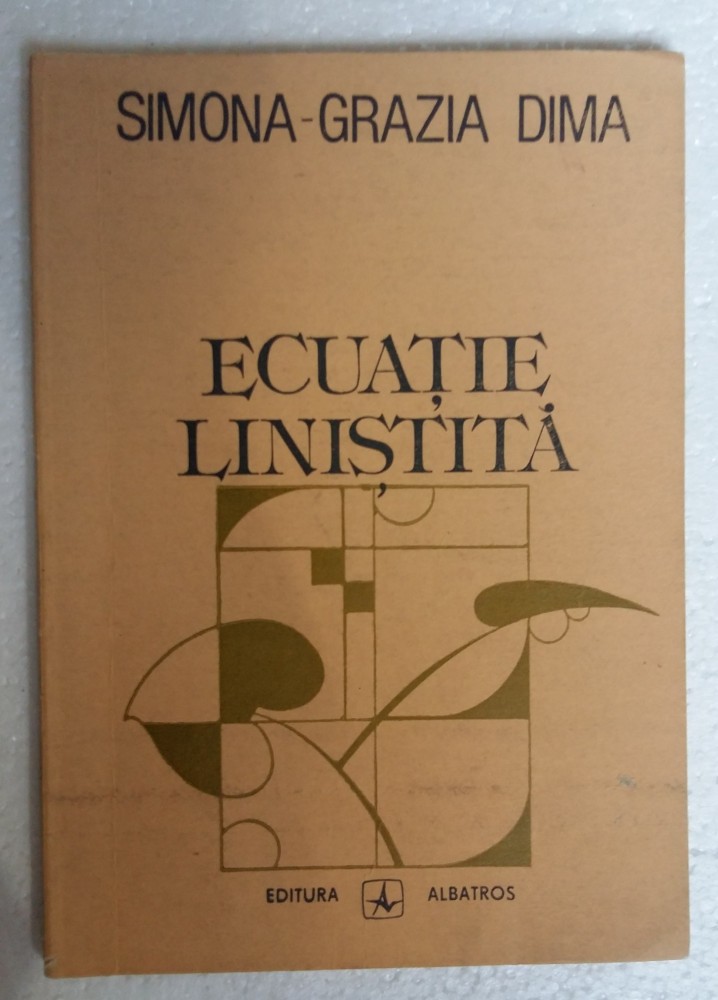 SIMONA-GRAZIA DIMA
ECUAȚIE
LINIȘTITĂ
EDITURA ALBATROS